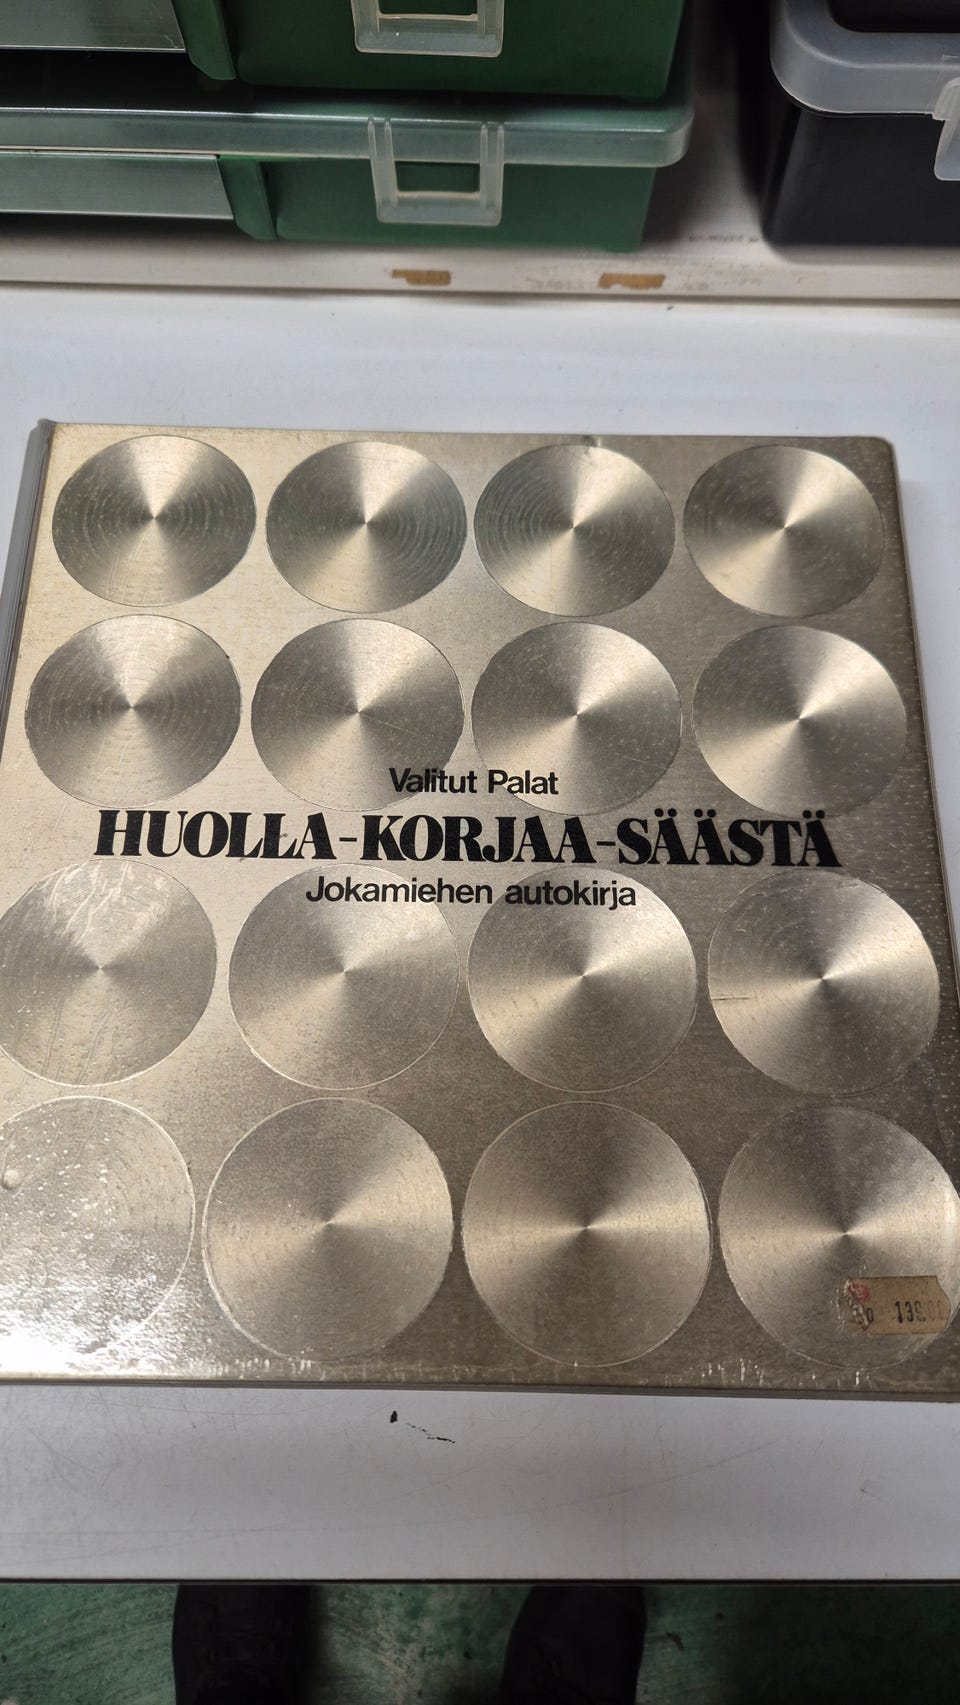 Valitut Palat
HUOLLA-KORJAA-SÄÄSTÄ
Jokamiehen autokirja